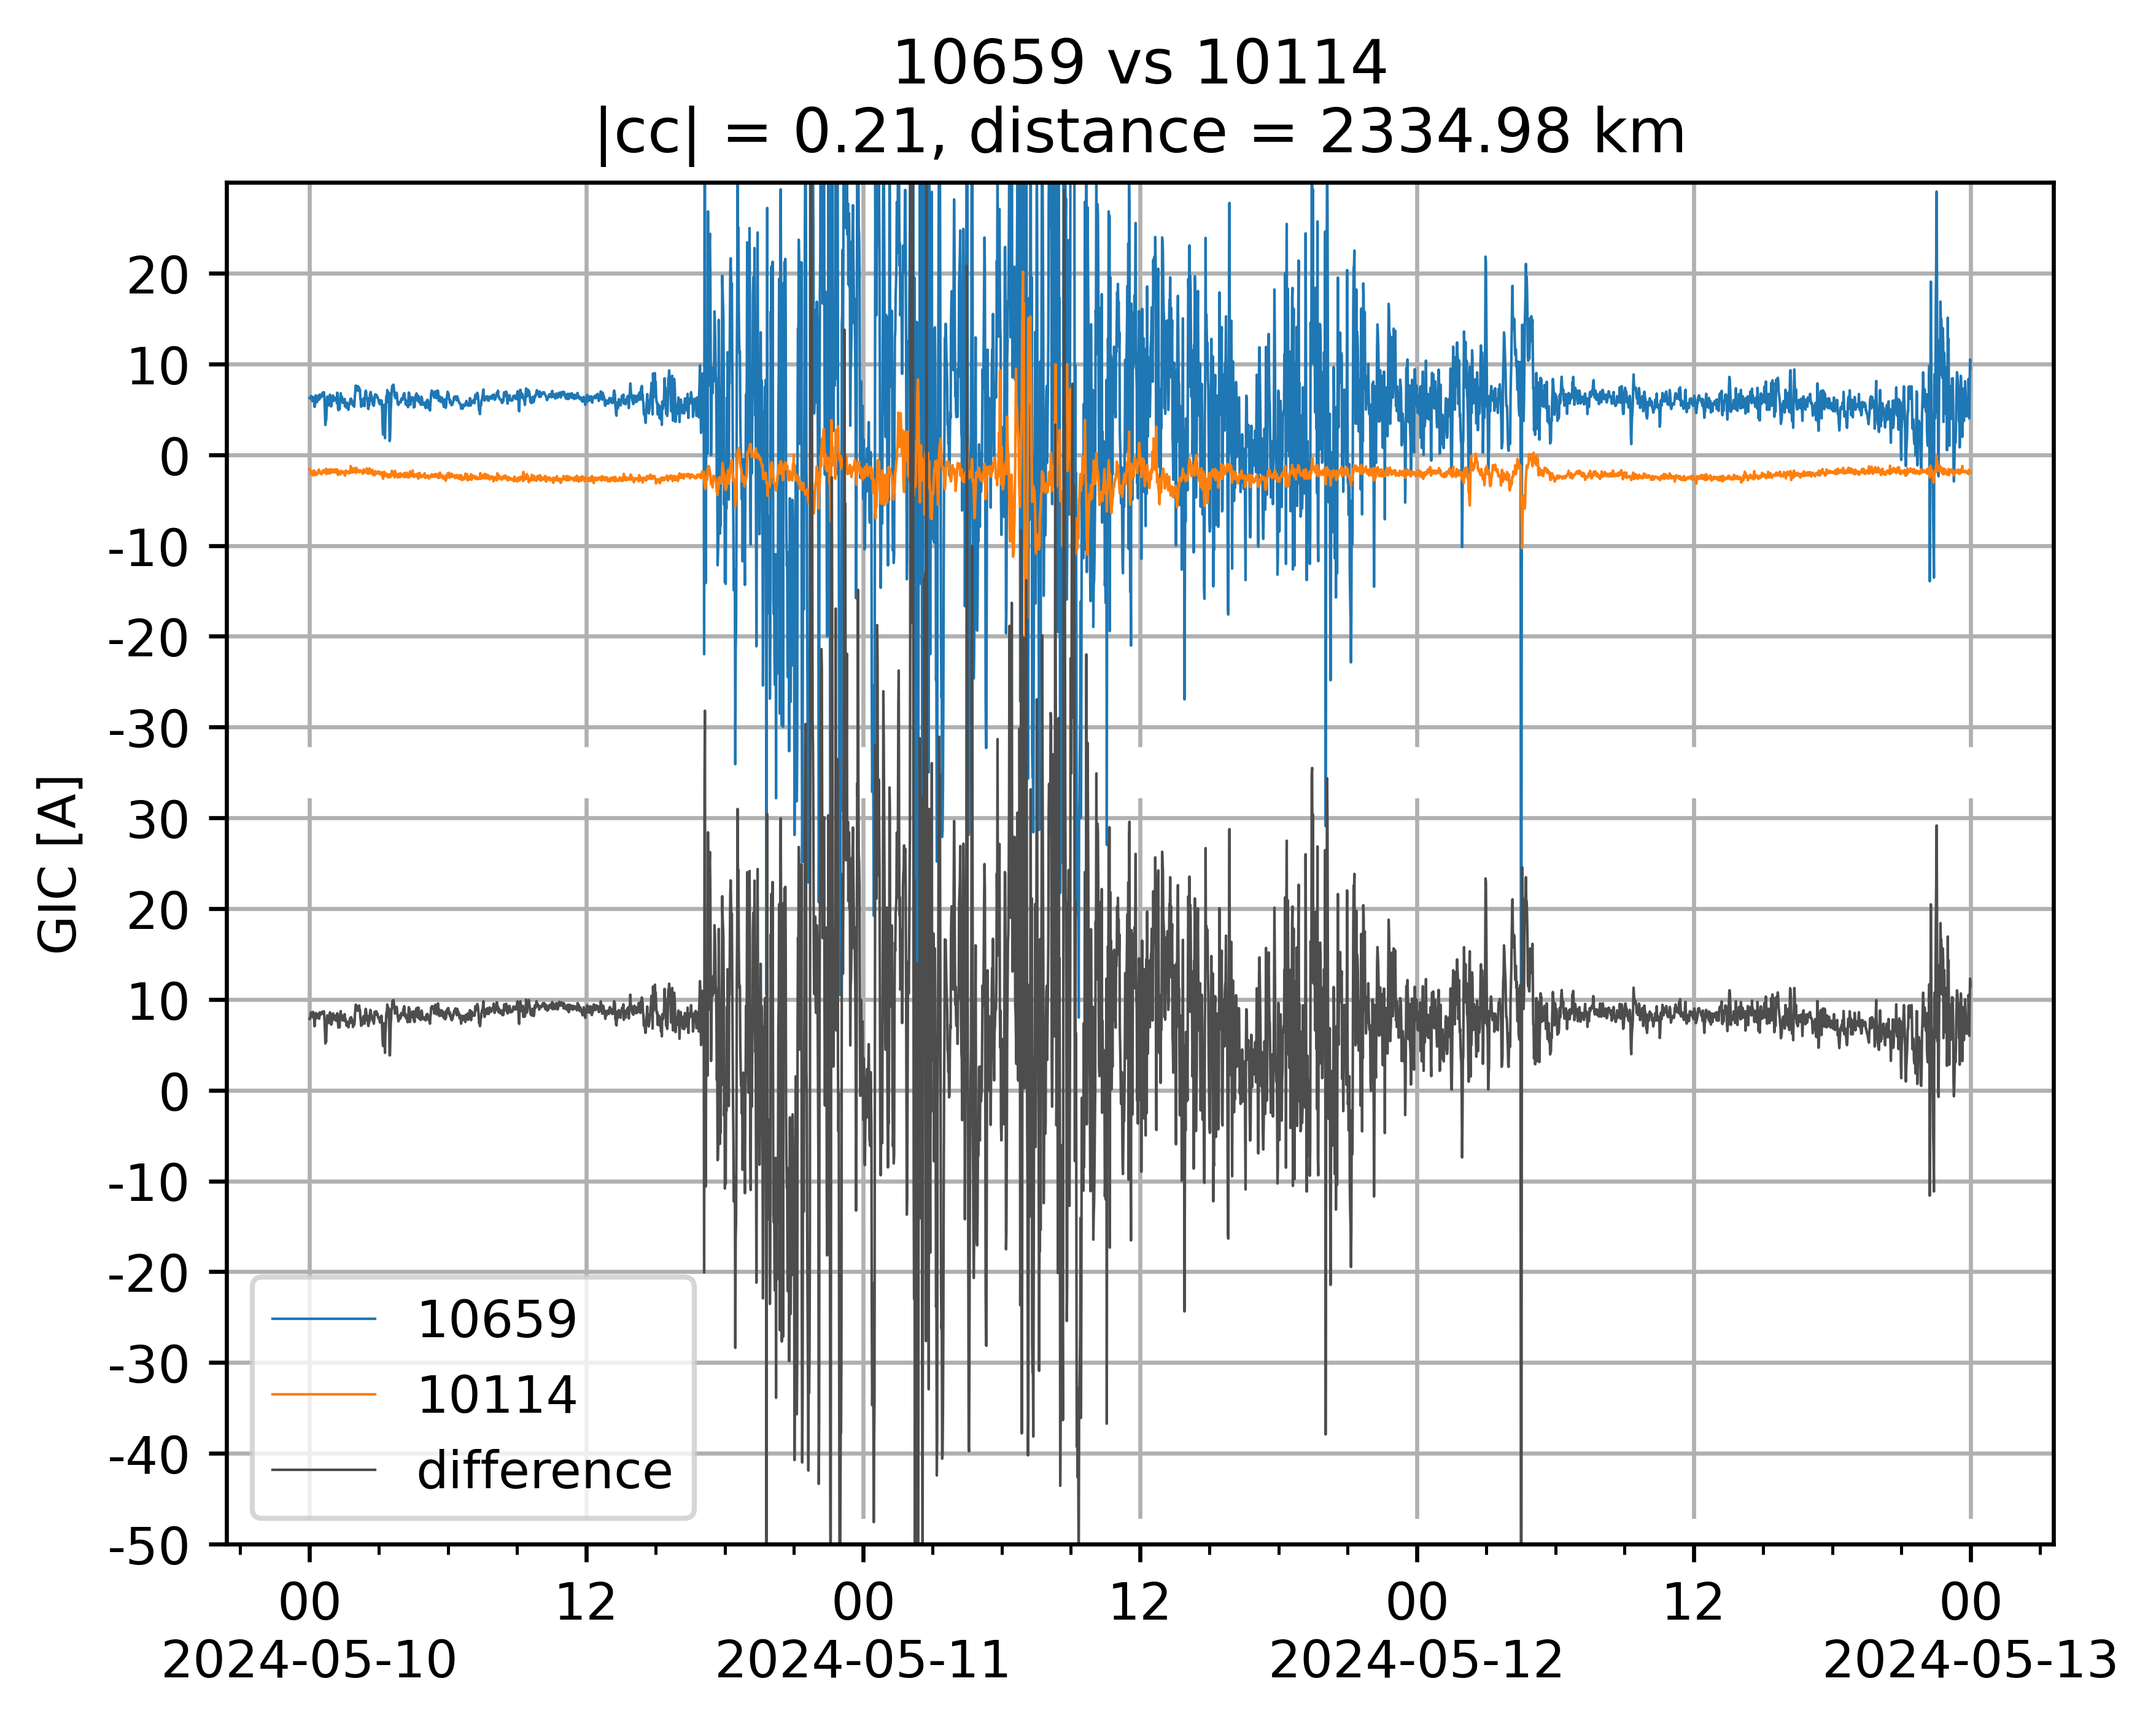 10659 vs 10114
|cc| = 0.21, distance = 2334.98 km
GIC [A]
20
10
0
-10
-20
-30
30
20
10
0
-10
-20
-30
-40
-50
10659
10114
difference
00 12 00 12 00 12 00
2024-05-10 2024-05-11 2024-05-12 2024-05-13